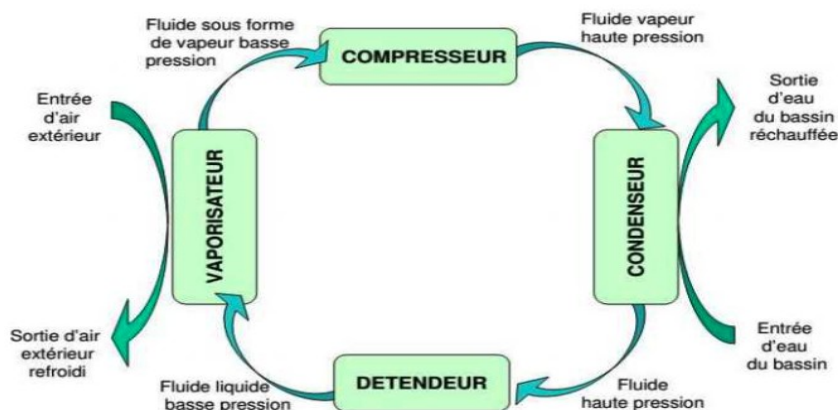 Fluide sous forme
de vapeur basse
pression
COMPRESSEUR
Fluide vapeur
haute pression
Entrée
d'air
extérieur
Sortie
d'eau
du bassin
réchauffée
VAPORISATEUR
CONDENSEUR
Sortie d'air
extérieur
refroidi
Fluide liquide
basse pression
DETENDEUR
Fluide
haute pression
Entrée
d'eau
du bassin